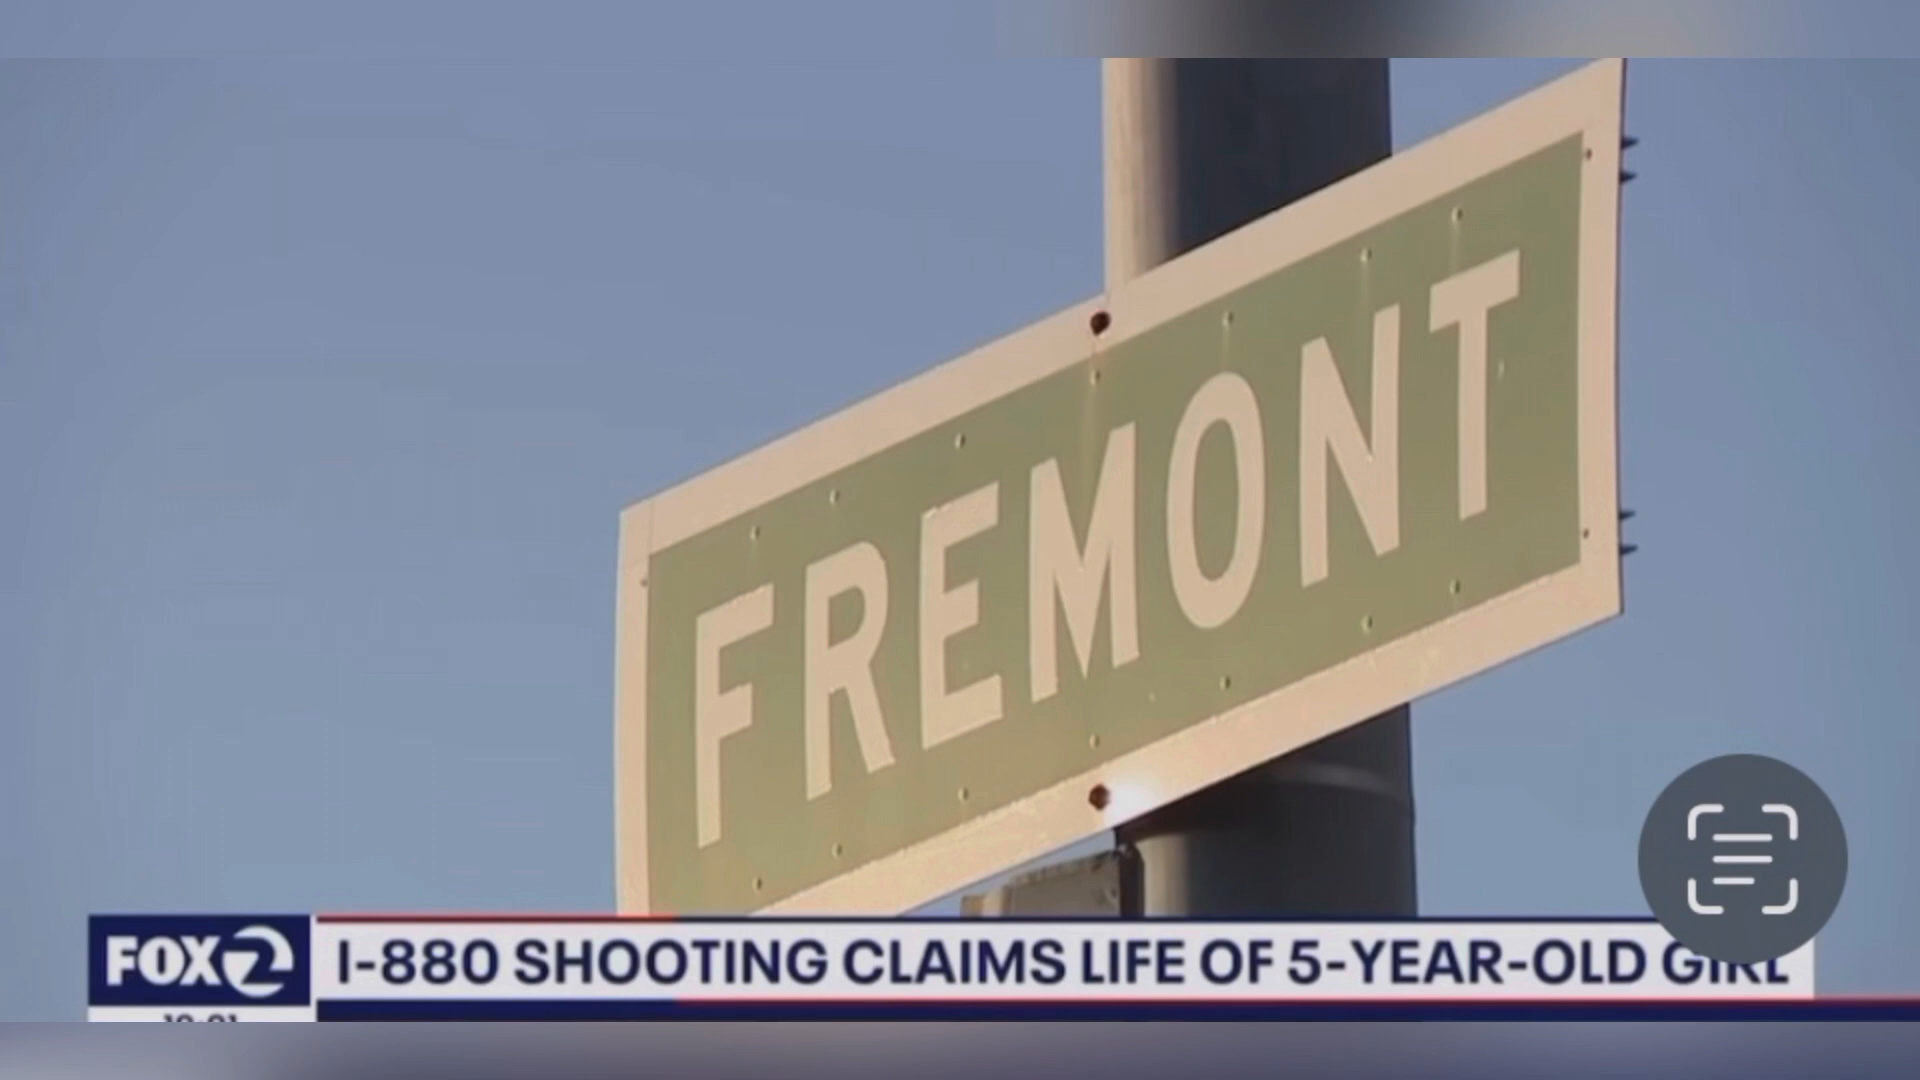 FREMONT
FOX 2
I-880 SHOOTING CLAIMS LIFE OF 5-YEAR-OLD GIRL